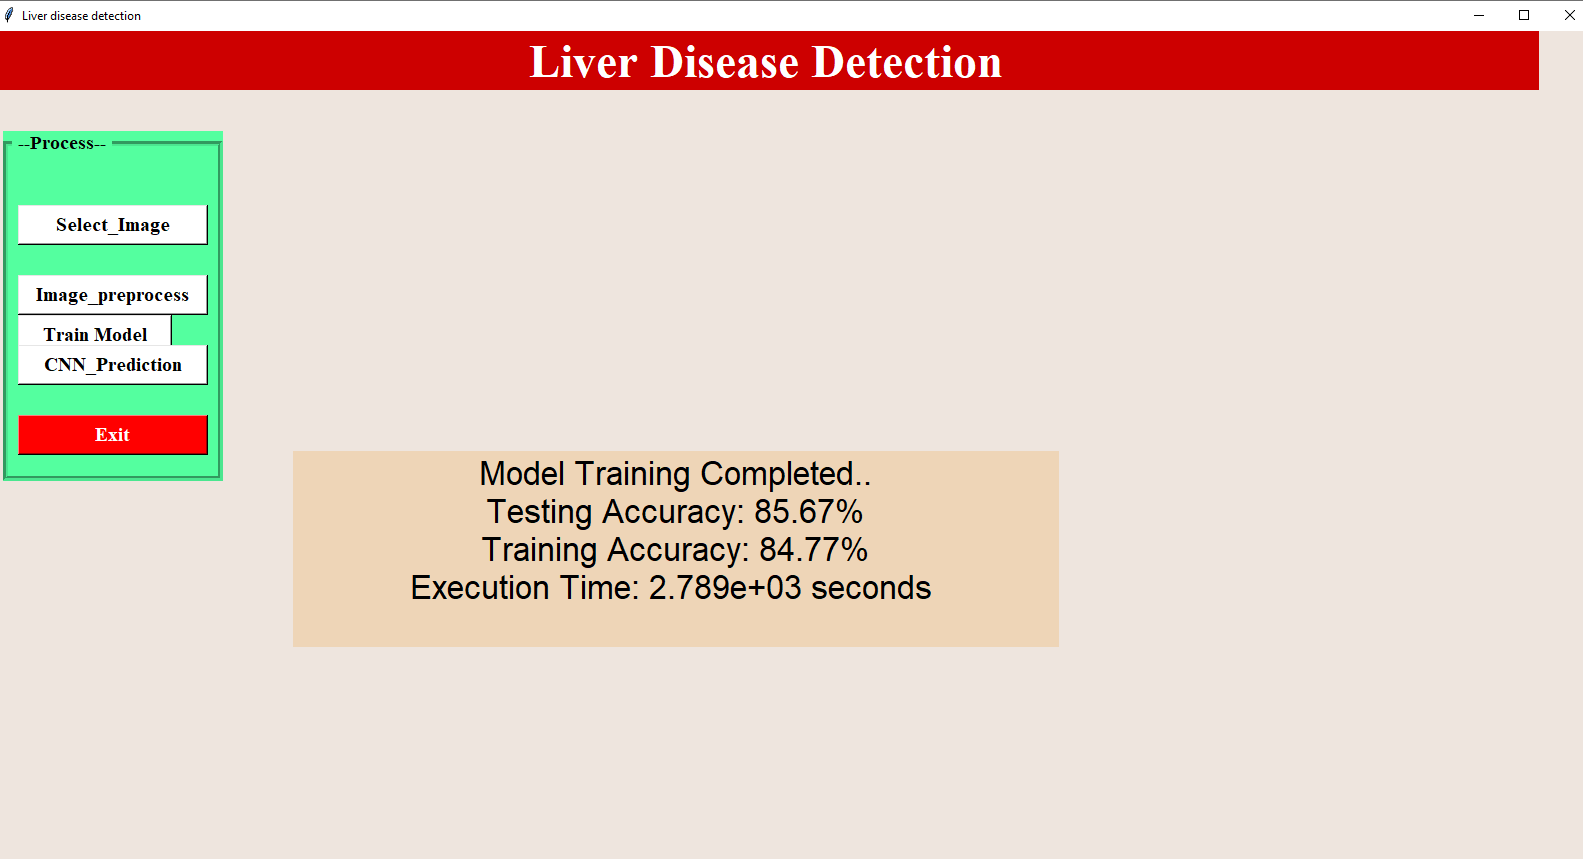 Liver disease detection
Liver Disease Detection
--Process--
Select_Image
Image_preprocess
Train Model
CNN_Prediction
Exit
Model Training Completed..
Testing Accuracy: 85.67%
Training Accuracy: 84.77%
Execution Time: 2.789e+03 seconds